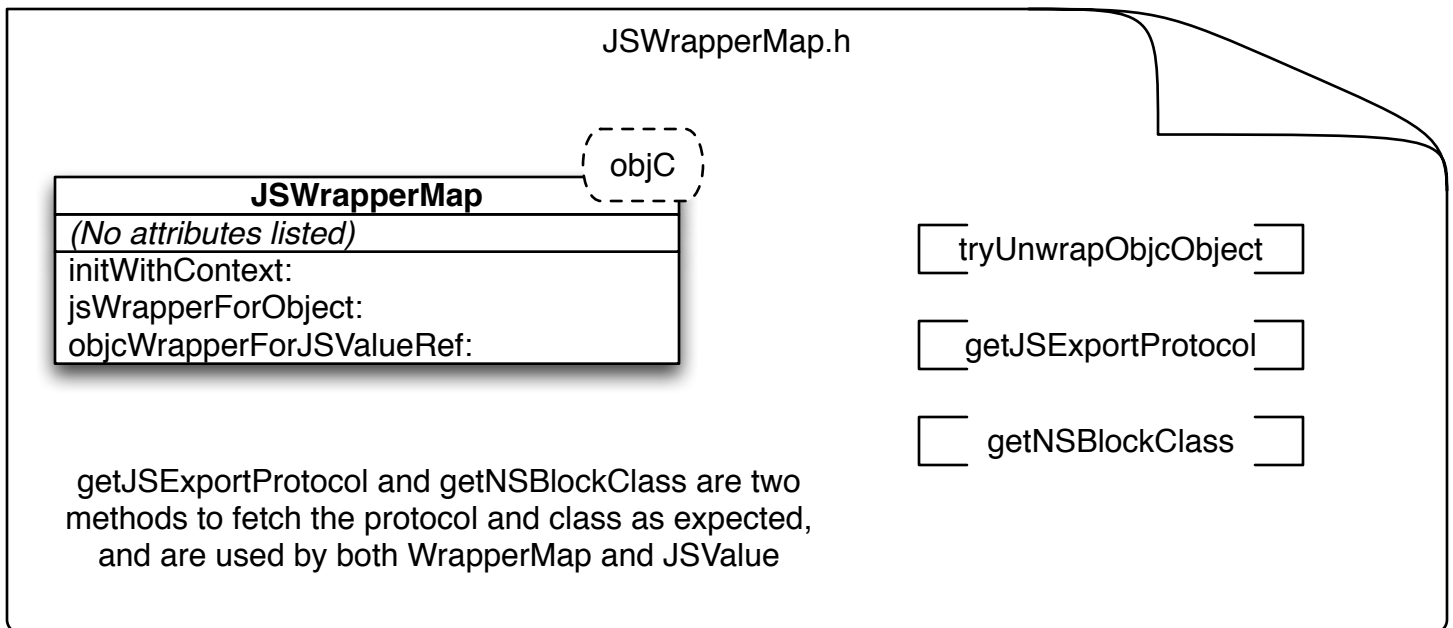 JSWrapperMap.h
objC
JSWrapperMap
(No attributes listed)
initWithContext:
jsWrapperForObject:
objcWrapperForJSValueRef:
tryUnwrapObjcObject
getJSExportProtocol
getNSBlockClass
getJSExportProtocol and getNSBlockClass are two
methods to fetch the protocol and class as expected,
and are used by both WrapperMap and JSValue